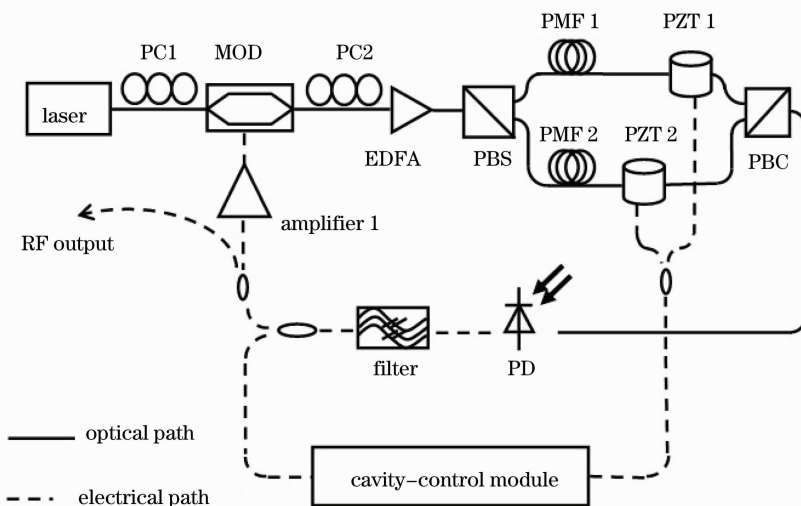 PMF 1
PZT 1
PC1
MOD
PC2
laser
EDFA
PBS
PMF 2
PZT 2
PBC
amplifier 1
RF output
filter
PD
optical path
cavity-control module
electrical path